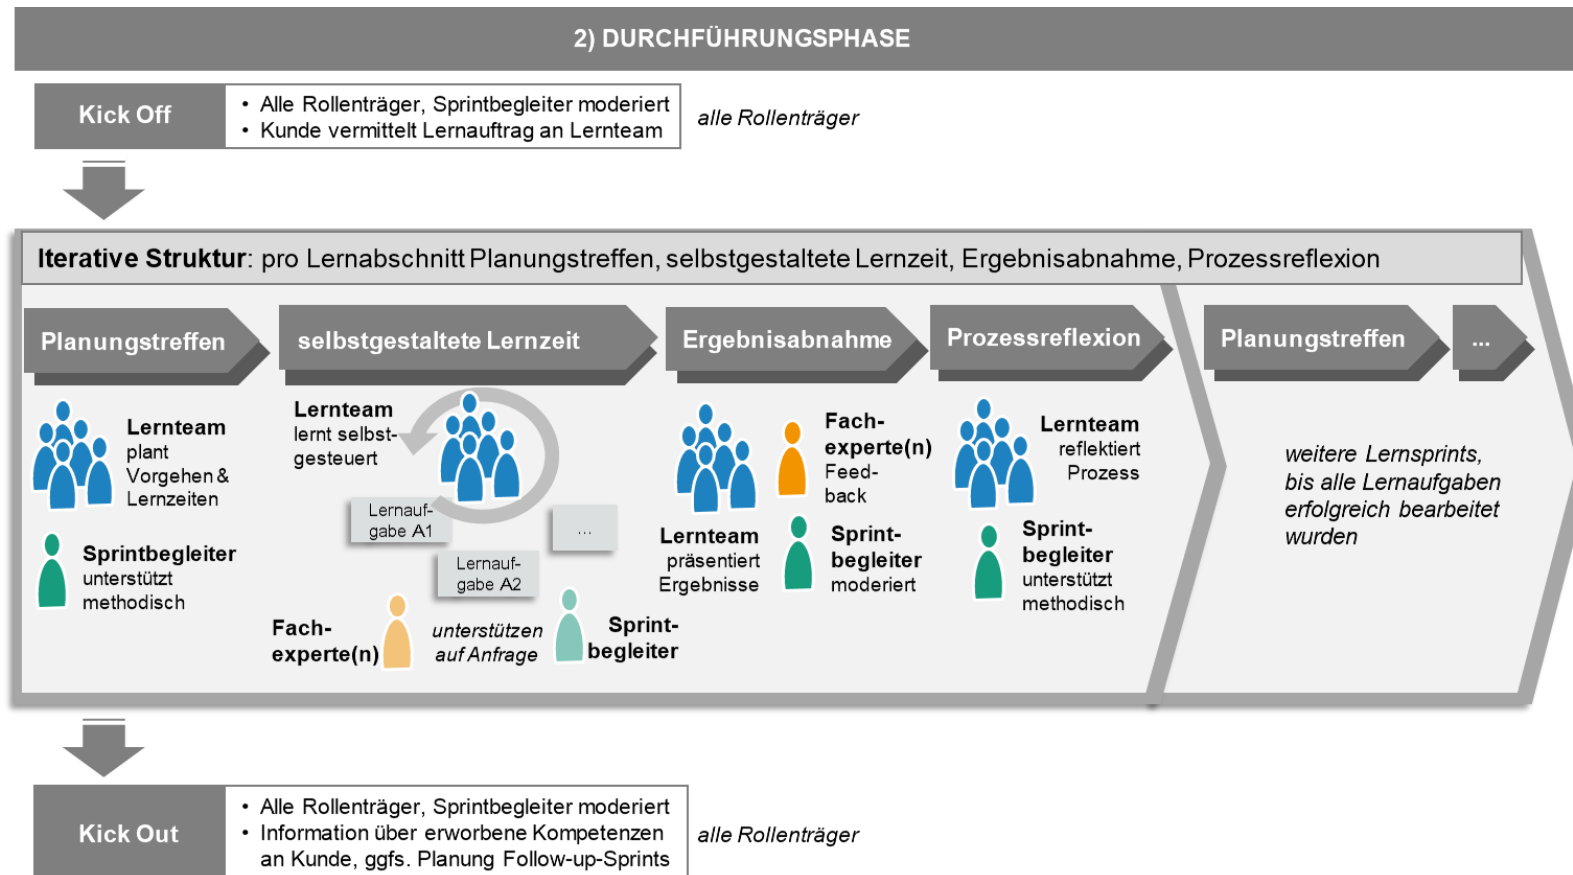 2) DURCHFÜHRUNGSPHASE
Kick Off
• Alle Rollenträger, Sprintbegleiter moderiert
• Kunde vermittelt Lernauftrag an Lernteam
alle Rollenträger
Iterative Struktur: pro Lernabschnitt Planungstreffen, selbstgestaltete Lernzeit, Ergebnisabnahme, Prozessreflexion
Planungstreffen
Lernteam
plant
Vorgehen &
Lernzeiten
Sprintbegleiter
unterstützt
methodisch
selbstgestaltete Lernzeit
Lernteam
lernt selbst-
gesteuert
Lernauf-
gabe A1
Lernauf-
gabe A2
...
Fach-
experte(n)
unterstützen
auf Anfrage
Sprint-
begleiter
Ergebnisabnahme
Lernteam
präsentiert
Ergebnisse
Fach-
experte(n)
Feed-
back
Sprint-
begleiter
moderiert
Prozessreflexion
Lernteam
reflektiert
Prozess
Sprint-
begleiter
unterstützt
methodisch
Planungstreffen
...
weitere Lernsprints,
bis alle Lernaufgaben
erfolgreich bearbeitet
wurden
Kick Out
• Alle Rollenträger, Sprintbegleiter moderiert
• Information über erworbene Kompetenzen
an Kunde, ggfs. Planung Follow-up-Sprints
alle Rollenträger